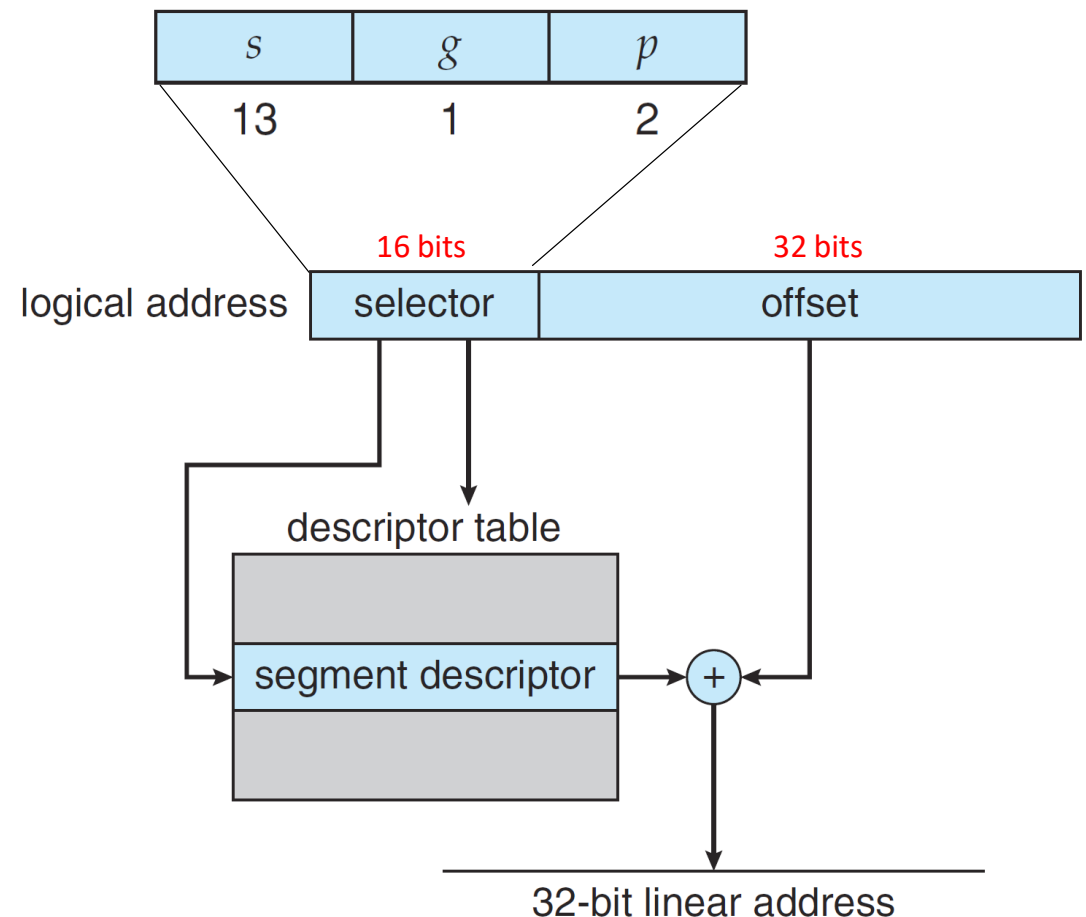 s g p
13 1 2
16 bits 32 bits
logical address selector offset
descriptor table
segment descriptor +
32-bit linear address